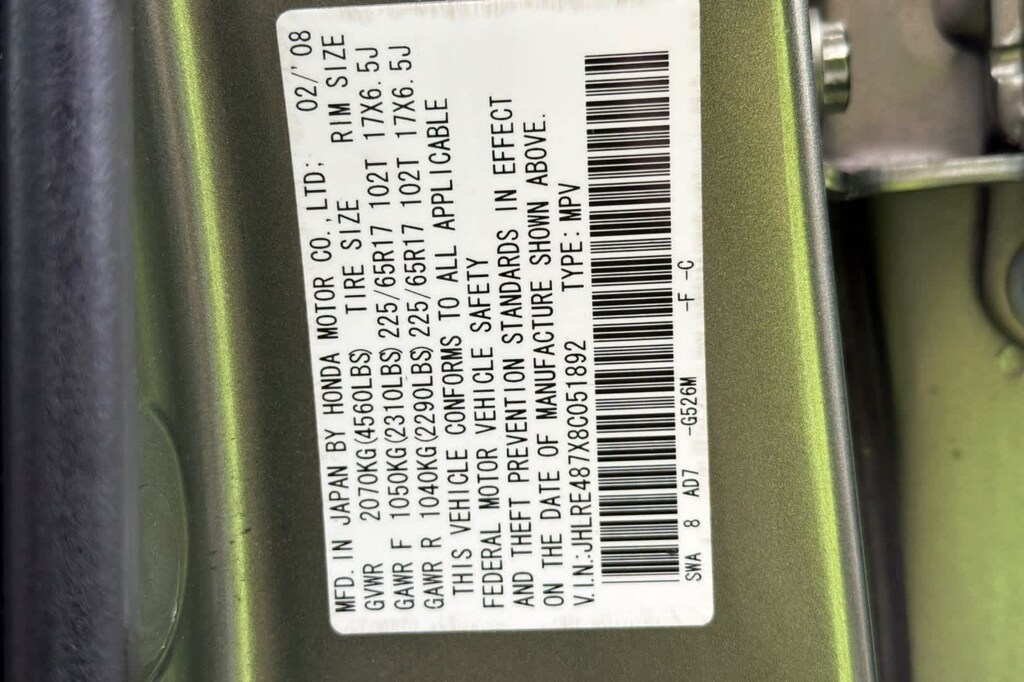 MFD. IN JAPAN BY HONDA MOTOR CO., LTD; 02/'08
GVWR 2070KG(4560LBS) TIRE SIZE RIM SIZE
GAWR F 1050KG(2310LBS) 225/65R17 102T 17X6.5J
GAWR R 1040KG(2290LBS) 225/65R17 102T 17X6.5J
THIS VEHICLE CONFORMS TO ALL APPLICABLE
FEDERAL MOTOR VEHICLE SAFETY
AND THEFT PREVENTION STANDARDS IN EFFECT
ON THE DATE OF MANUFACTURE SHOWN ABOVE.
V.I.N.:JHLRE487X8C051892 TYPE:MPV
SWA 8 AD7 -G526M -F -C